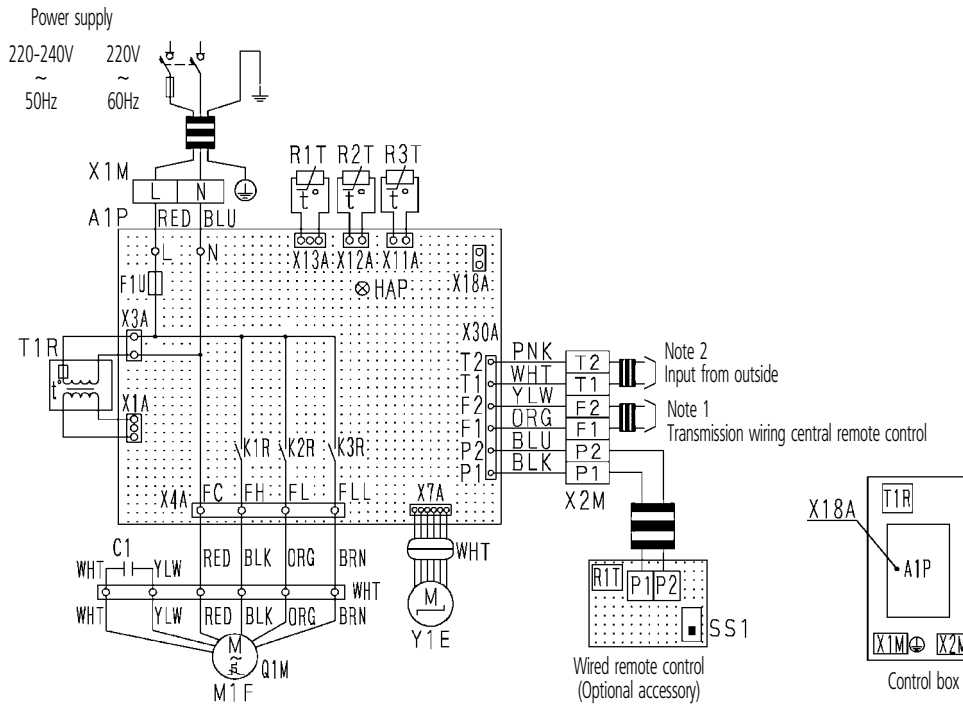 Power supply
220-240V 220V
~ ~
50Hz 60Hz
X1M
L N
A1P RED BLU
R1T R2T R3T
t° t° t°
L N
X13A X12A X11A
X18A
F1U
HAP
X3A
X30A
T1R
t°
X1A
T2 PNK T2
T1 WHT T1
Note 2
Input from outside
F2 YLW F2
F1 ORG F1
Note 1
Transmission wiring central remote control
P2 BLU P2
P1 BLK P1
X2M
K1R K2R K3R
X4A FC FH FL FLL
X7A
C1
WHT YLW RED BLK ORG BRN
WHT
WHT
WHT YLW RED BLK ORG BRN
M
~
Q1M
M1F
M
Y1E
R1T P1 P2
SS1
Wired remote control
(Optional accessory)
X18A
T1R
A1P
X1M X2M
Control box